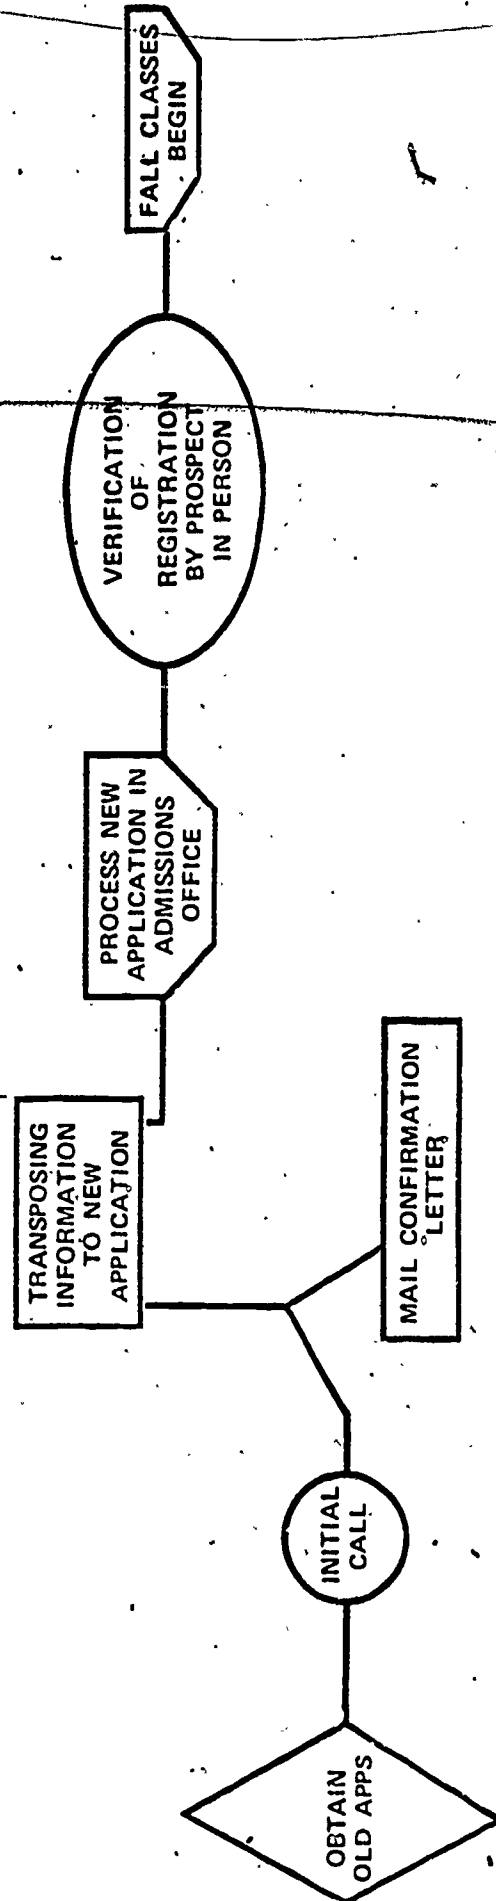 OBTAIN
OLD APPS
INITIAL
CALL
TRANSPOSING
INFORMATION
TO NEW
APPLICATION
MAIL CONFIRMATION
LETTER
PROCESS NEW
APPLICATION IN
ADMISSIONS
OFFICE
VERIFICATION
OF
REGISTRATION
BY PROSPECT
IN PERSON
FALL CLASSES
BEGIN